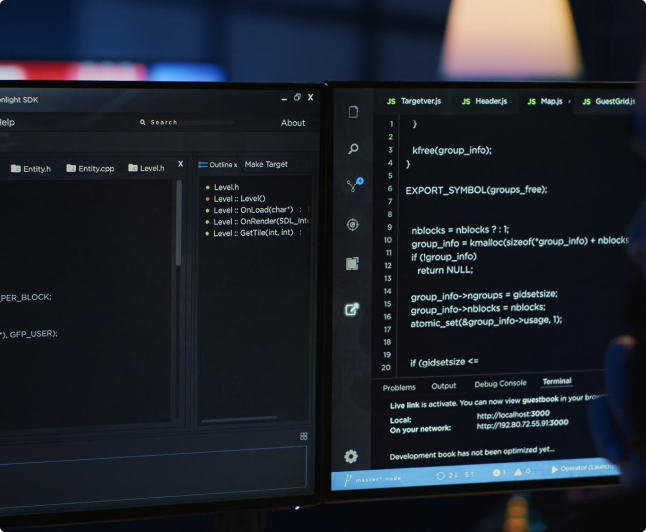 nlight SDK
Help
Search
About
Entity.h Entity.cpp Level.h X
Outline x Make Target
Level.h
Level :: Level()
Level :: OnLoad(char*) :
Level :: OnRender(SDL_Int
Level :: GetTile(int, int) :
_PER_BLOCK;
*), GFP_USER);
JS Targetver.js JS Header.js JS Map.js JS GuestGrid.js
1 }
2
3 kfree(group_info);
4 }
5
6 EXPORT_SYMBOL(groups_free);
7
8
9 nblocks = nblocks ? : 1;
10 group_info = kmalloc(sizeof(*group_info) + nblocks*
11 if (!group_info)
12 return NULL;
13
14 group_info->ngroups = gidsetsize;
15 group_info->nblocks = nblocks;
16 atomic_set(&group_info->usage, 1);
17
18
19 if (gidsetsize <=
20
Problems Output Debug Console Terminal
Live link is activate. You can now view guestbook in your brow
Local: http://localhost:3000
On your network: http://192.80.72.55.91:3000
Development book has not been optimized yet...
master* node 2↓ 5↑ 1 0 Operator (Launch